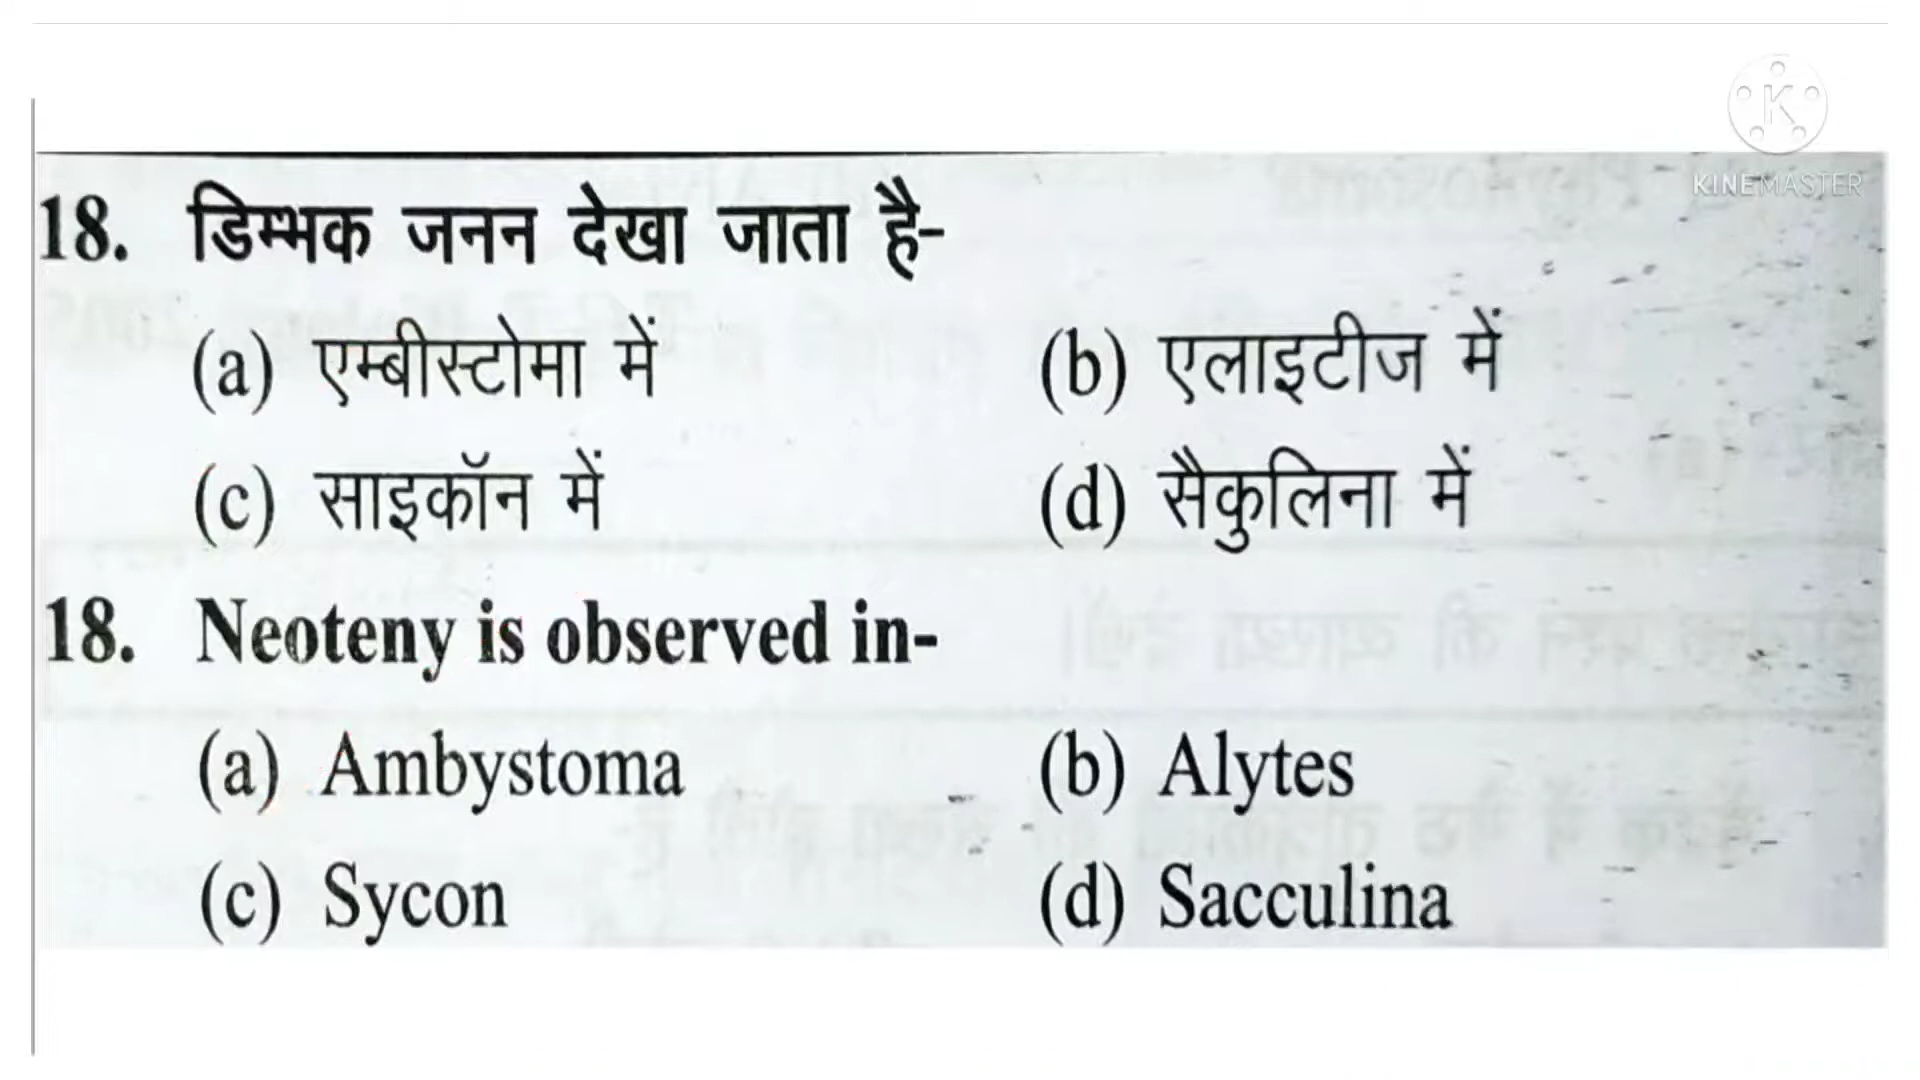 KINEMASTER
18. डिम्भक जनन देखा जाता है-
(a) एम्बीस्टोमा में (b) एलाइटीज में
(c) साइकॉन में (d) सैकुलिना में
18. Neoteny is observed in-
(a) Ambystoma (b) Alytes
(c) Sycon (d) Sacculina